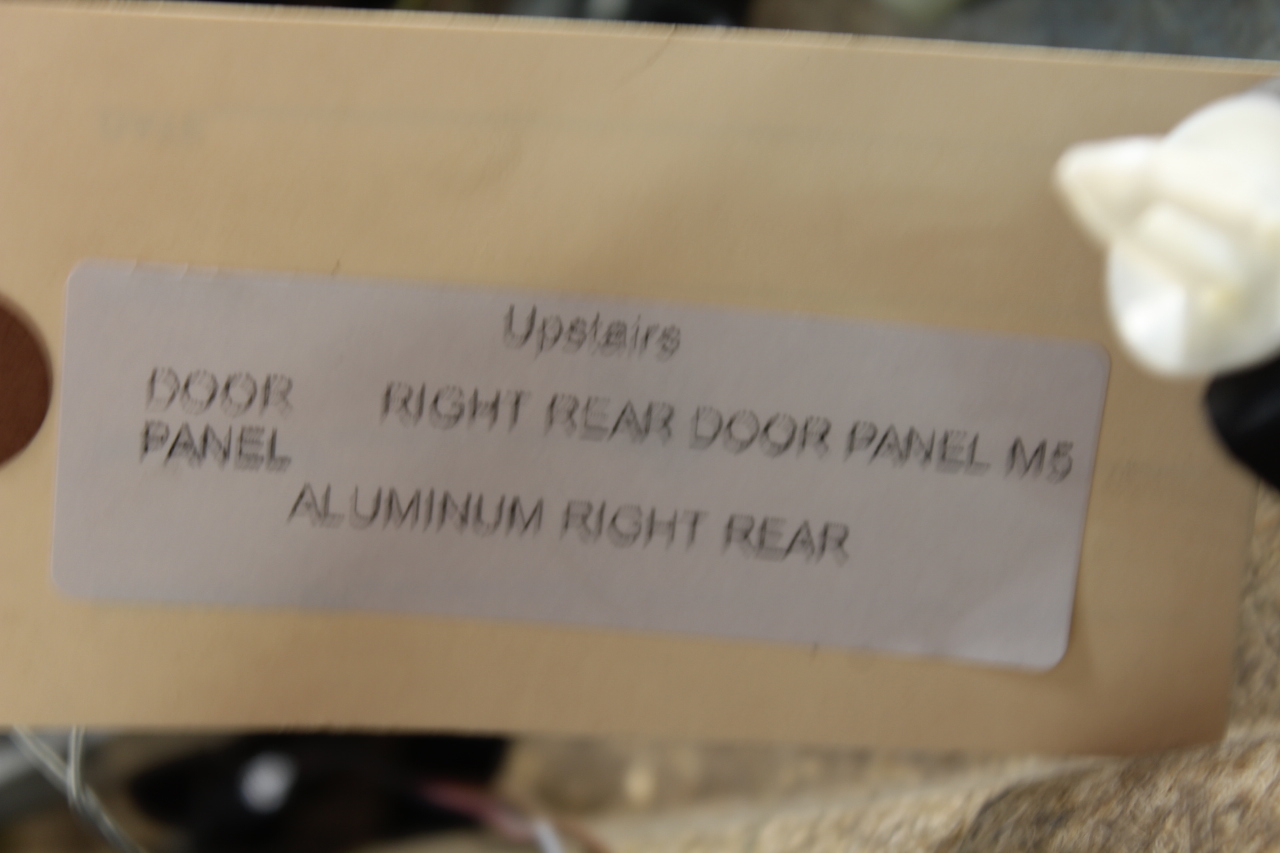 Upstairs
DOOR PANEL
RIGHT REAR DOOR PANEL M5
ALUMINUM RIGHT REAR